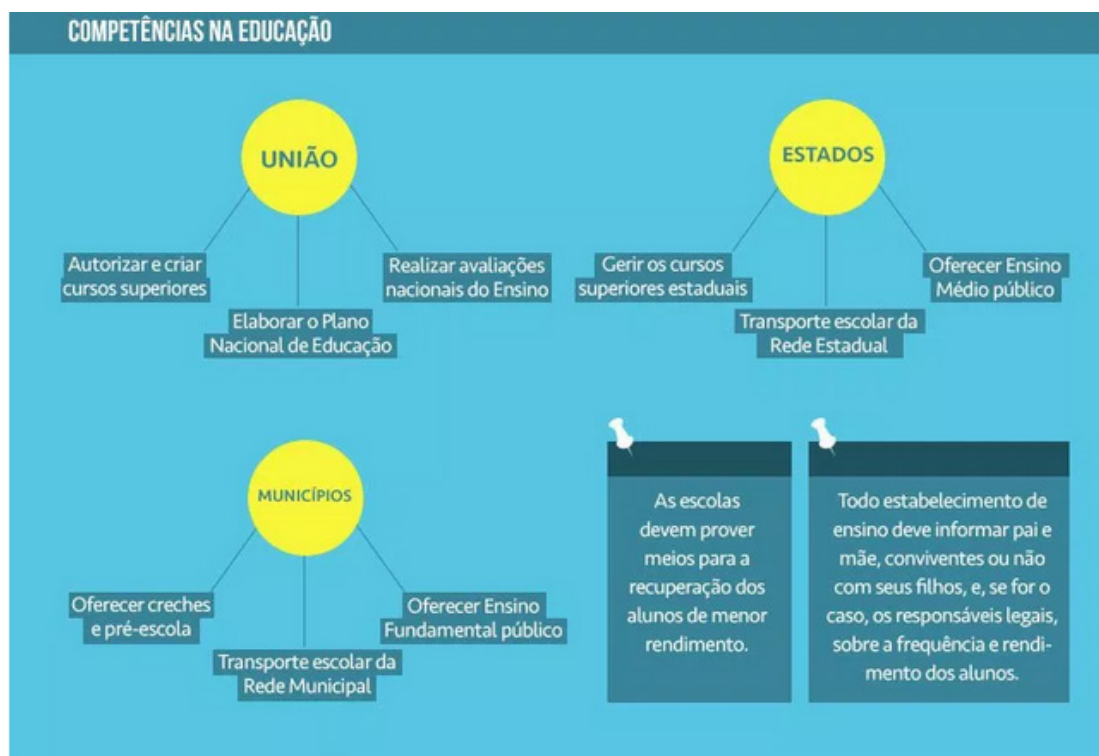 COMPETÊNCIAS NA EDUCAÇÃO
UNIÃO
Autorizar e criar
cursos superiores
Elaborar o Plano
Nacional de Educação
Realizar avaliações
nacionais do Ensino
ESTADOS
Gerir os cursos
superiores estaduais
Transporte escolar da
Rede Estadual
Oferecer Ensino
Médio público
MUNICÍPIOS
Oferecer creches
e pré-escola
Transporte escolar da
Rede Municipal
Oferecer Ensino
Fundamental público
As escolas
devem prover
meios para a
recuperação dos
alunos de menor
rendimento.
Todo estabelecimento de
ensino deve informar pai e
mãe, conviventes ou não
com seus filhos, e, se for o
caso, os responsáveis legais,
sobre a frequência e rendi-
mento dos alunos.